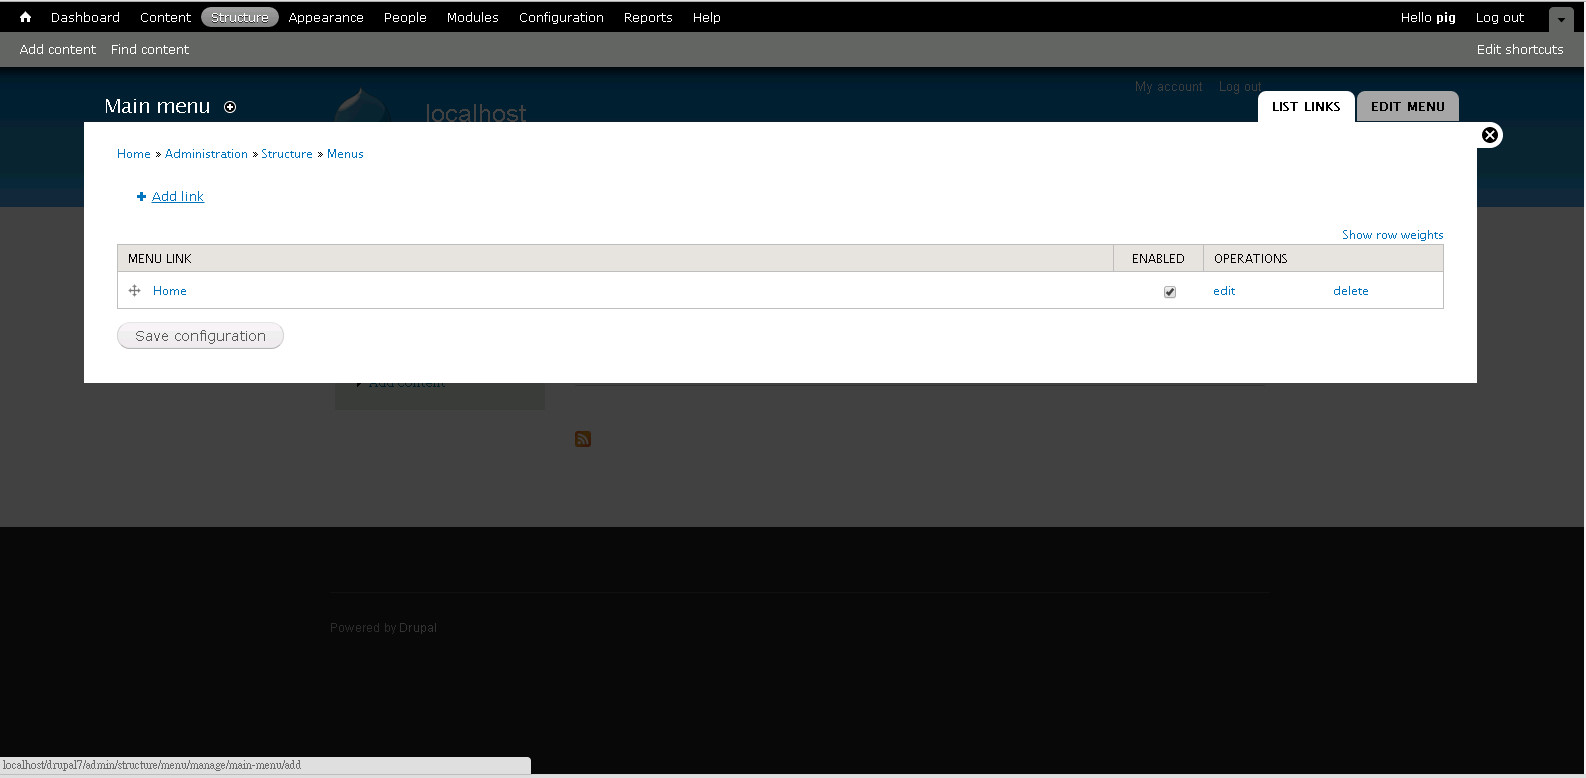 Dashboard Content Structure Appearance People Modules Configuration Reports Help Hello pig Log out
Add content Find content Edit shortcuts
My account Log out
Main menu
localhost
LIST LINKS EDIT MENU
Home » Administration » Structure » Menus
Add link
Show row weights
MENU LINK ENABLED OPERATIONS
Home edit delete
Save configuration
Add content
Powered by Drupal
localhost/drupal7/admin/structure/menu/manage/main-menu/add